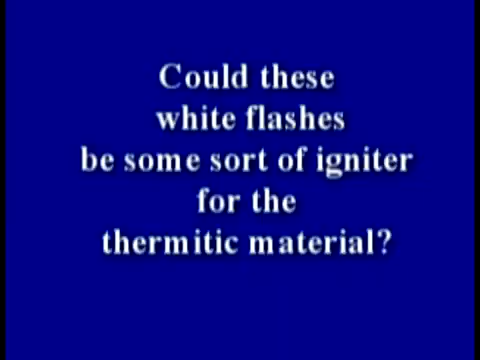 Could these
white flashes
be some sort of igniter
for the
thermitic material?